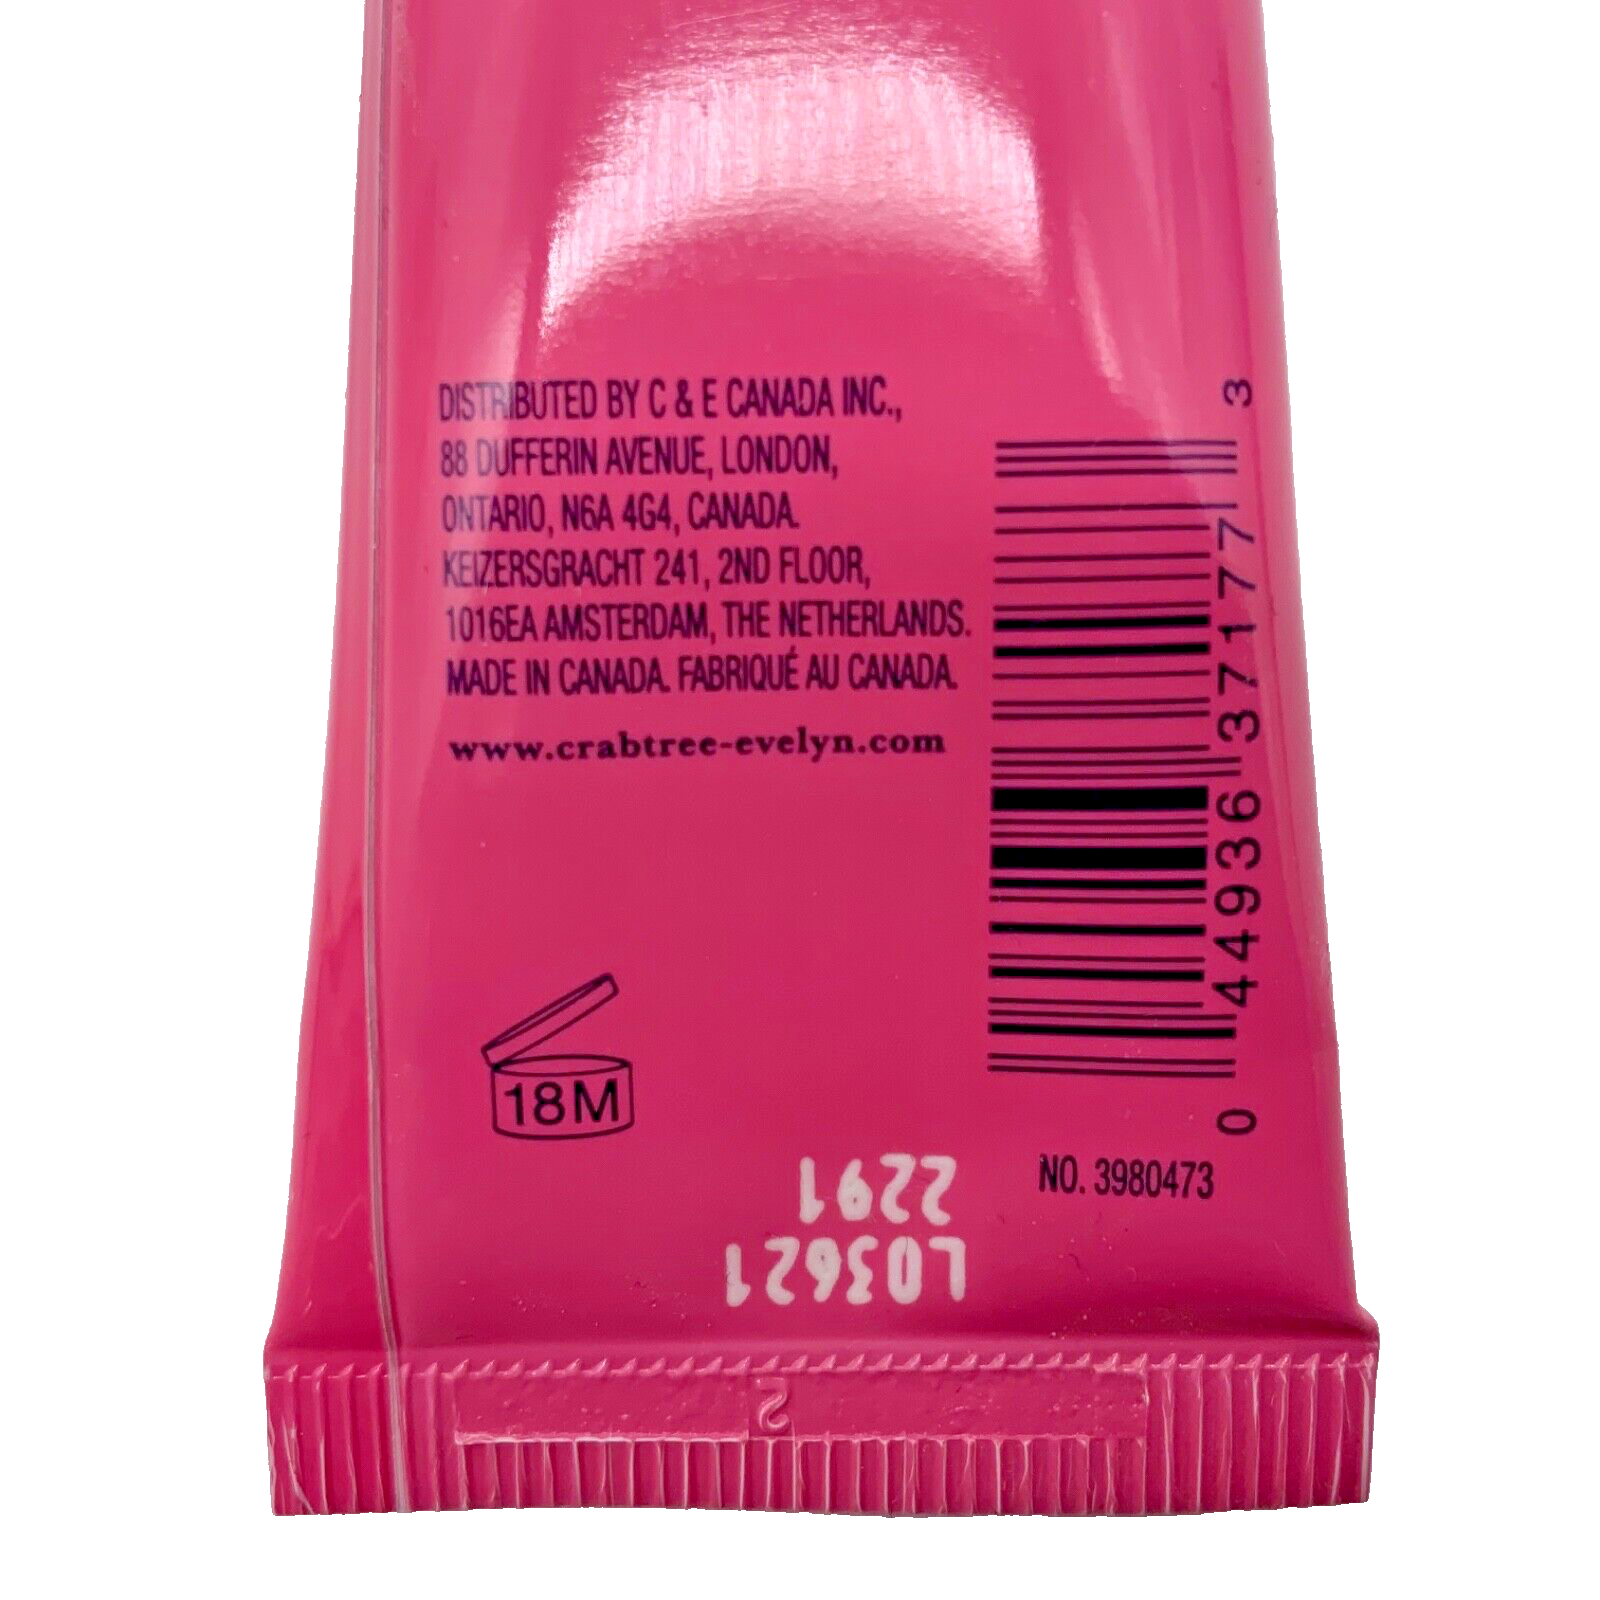 DISTRIBUTED BY C & E CANADA INC.,
88 DUFFERIN AVENUE, LONDON,
ONTARIO, N6A 4G4, CANADA.
KEIZERSGRACHT 241, 2ND FLOOR,
1016EA AMSTERDAM, THE NETHERLANDS.
MADE IN CANADA. FABRIQUÉ AU CANADA.
www.crabtree-evelyn.com
0 44936 37177 3
18M
NO. 3980473
L03621
2291
2